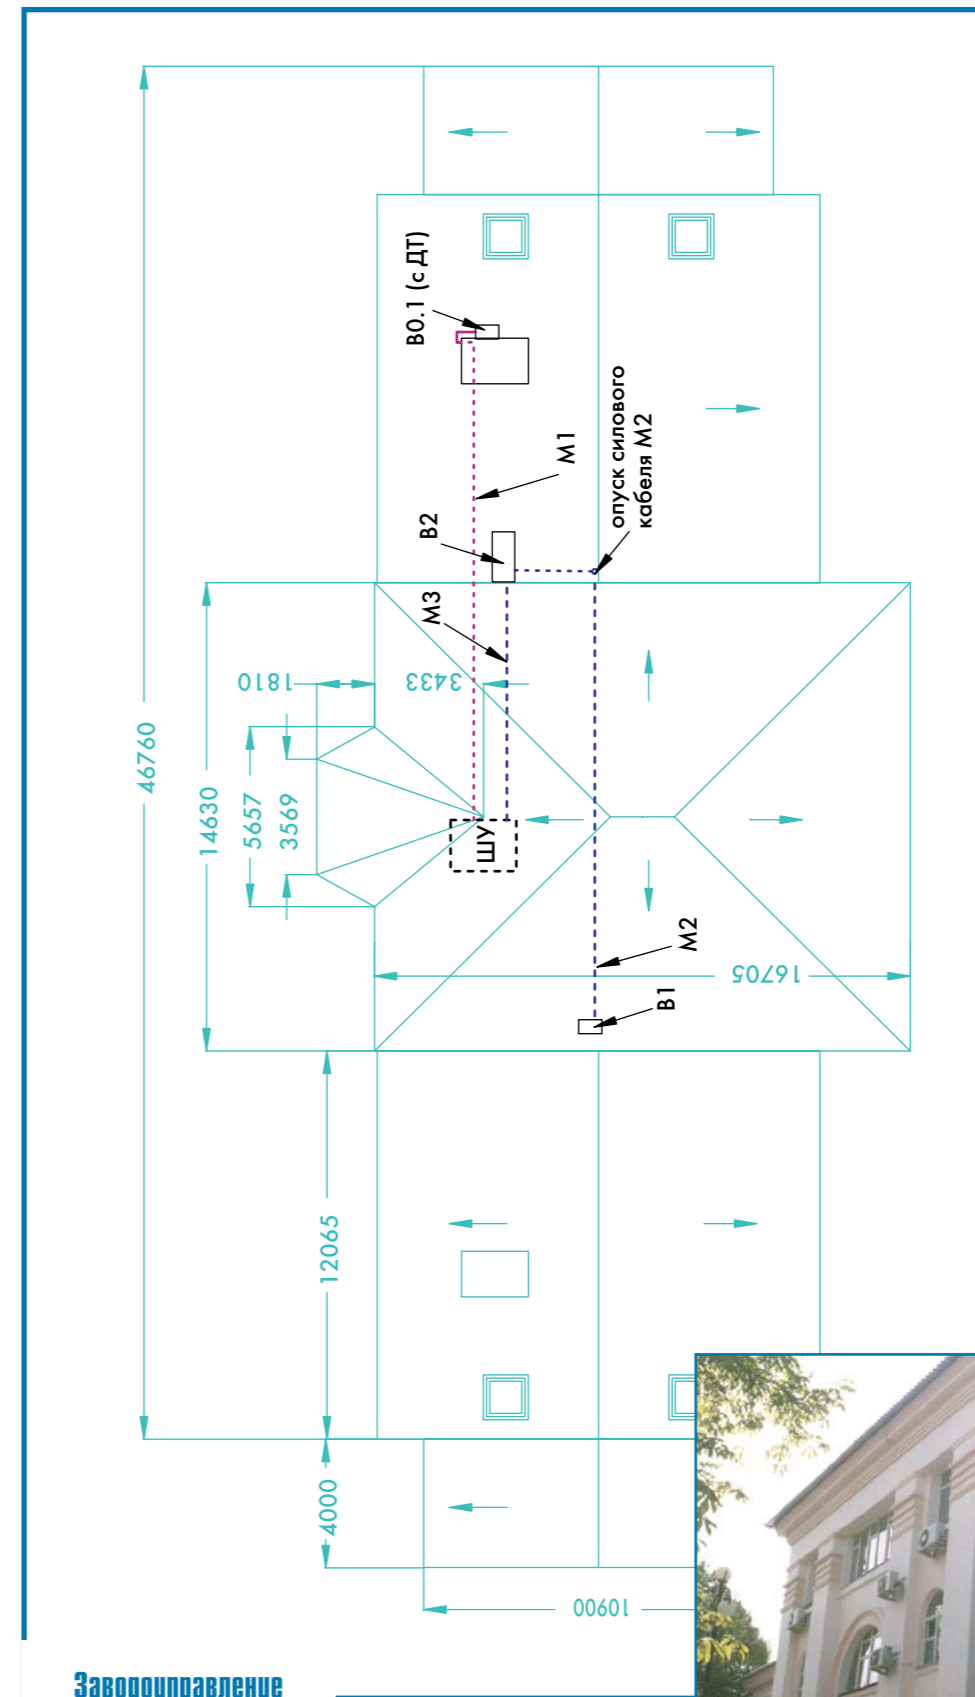 46760
14630
5657
3569
1810
3433
16705
12065
4000
10900
В0.1 (с ДТ)
М1
В2
М3
опуск силового
кабеля М2
ШУ
М2
В1
Заводоуправление